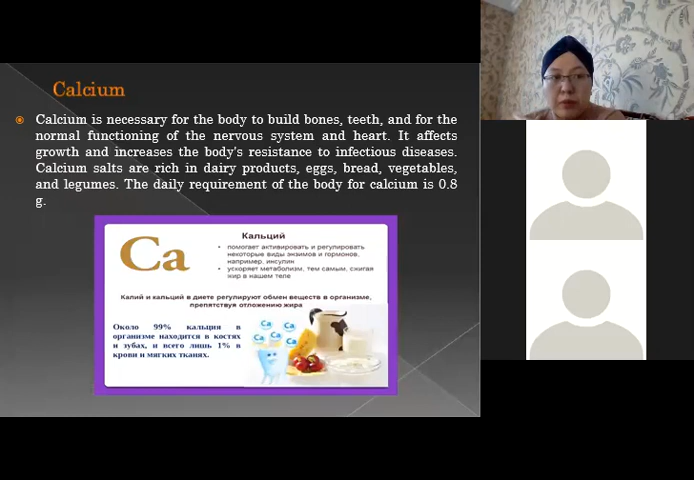 Calcium
Calcium is necessary for the body to build bones, teeth, and for the
normal functioning of the nervous system and heart. It affects
growth and increases the body's resistance to infectious diseases.
Calcium salts are rich in dairy products, eggs, bread, vegetables,
and legumes. The daily requirement of the body for calcium is 0.8
g.
Ca
Кальций
помогает активировать и регулировать
некоторые виды энзимов и гормонов,
например, инсулин
ускоряет метаболизм, тем самым, сжигая
жир в нашем теле
Калий и кальций в диете регулируют обмен веществ в организме,
препятствуя отложению жира
Около 99% кальция в
организме находится в костях
и зубах, и всего лишь 1% в
крови и мягких тканях.
Ca
Ca
Ca
Ca
Ca